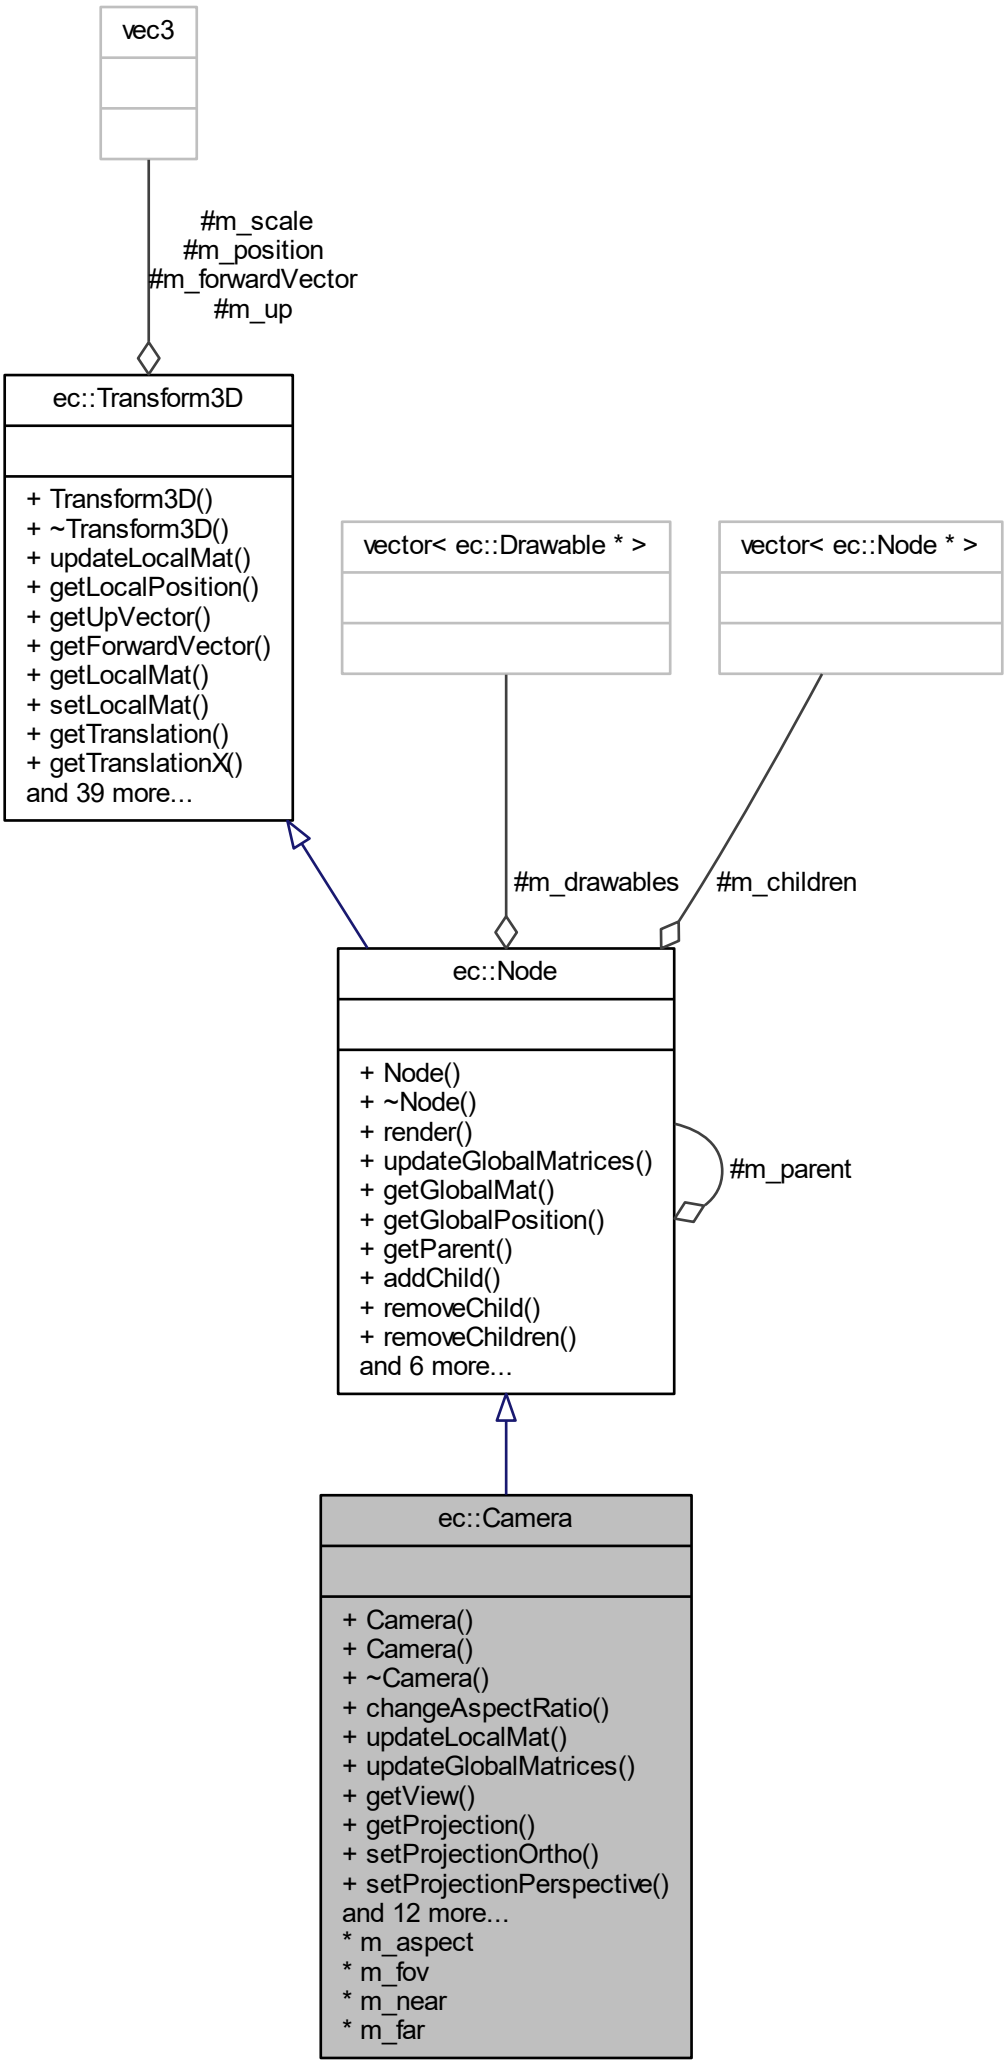 vec3
#m_scale
#m_position
#m_forwardVector
#m_up
ec::Transform3D
+ Transform3D()
+ ~Transform3D()
+ updateLocalMat()
+ getLocalPosition()
+ getUpVector()
+ getForwardVector()
+ getLocalMat()
+ setLocalMat()
+ getTranslation()
+ getTranslationX()
and 39 more...
vector< ec::Drawable * >
vector< ec::Node * >
#m_drawables
#m_children
ec::Node
+ Node()
+ ~Node()
+ render()
+ updateGlobalMatrices()
+ getGlobalMat()
+ getGlobalPosition()
+ getParent()
+ addChild()
+ removeChild()
+ removeChildren()
and 6 more...
#m_parent
ec::Camera
+ Camera()
+ Camera()
+ ~Camera()
+ changeAspectRatio()
+ updateLocalMat()
+ updateGlobalMatrices()
+ getView()
+ getProjection()
+ setProjectionOrtho()
+ setProjectionPerspective()
and 12 more...
* m_aspect
* m_fov
* m_near
* m_far